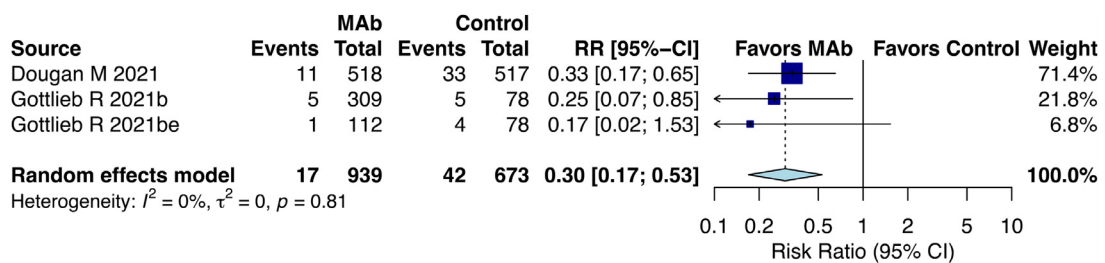 MAb Control
Source Events Total Events Total RR [95%−CI] Favors MAb Favors Control Weight
Dougan M 2021 11 518 33 517 0.33 [0.17; 0.65] 71.4%
Gottlieb R 2021b 5 309 5 78 0.25 [0.07; 0.85] 21.8%
Gottlieb R 2021be 1 112 4 78 0.17 [0.02; 1.53] 6.8%
Random effects model 17 939 42 673 0.30 [0.17; 0.53] 100.0%
Heterogeneity: I² = 0%, τ² = 0, p = 0.81
0.1 0.2 0.5 1 2 5 10
Risk Ratio (95% CI)